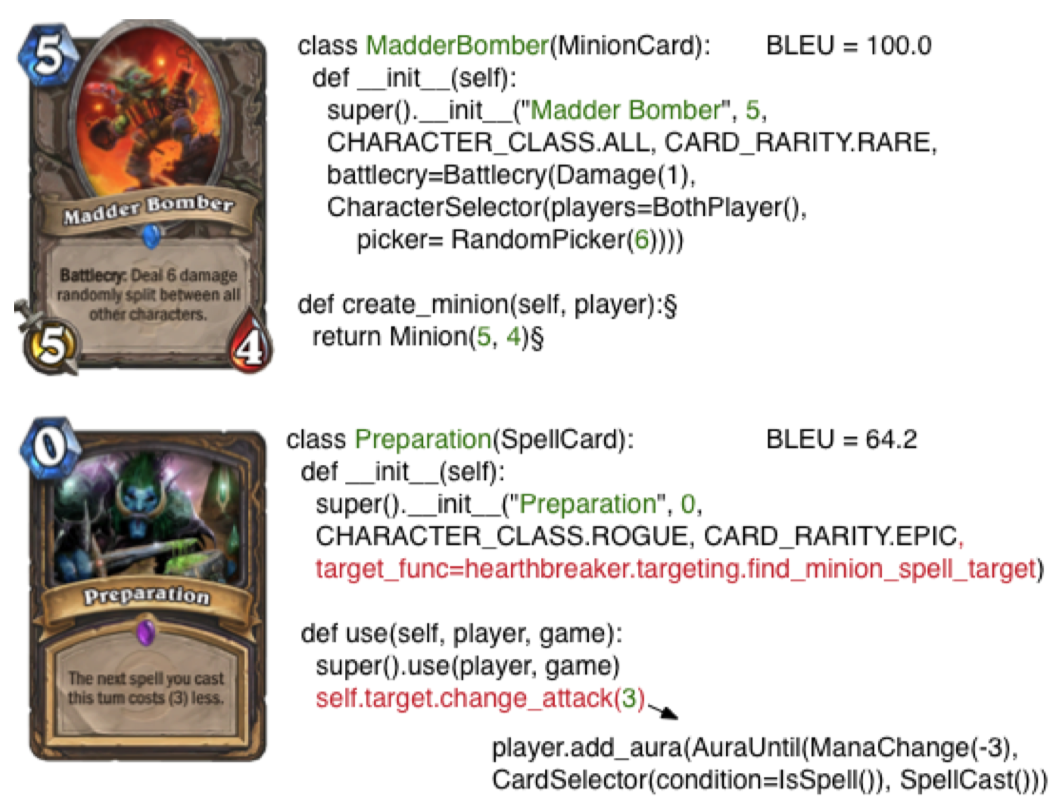 5
Madder Bomber
Battlecry: Deal 6 damage
randomly split between all
other characters.
5
4
class MadderBomber(MinionCard): BLEU = 100.0
def __init__(self):
super().__init__("Madder Bomber", 5,
CHARACTER_CLASS.ALL, CARD_RARITY.RARE,
battlecry=Battlecry(Damage(1),
CharacterSelector(players=BothPlayer(),
picker= RandomPicker(6))))
def create_minion(self, player):§
return Minion(5, 4)§
0
Preparation
The next spell you cast
this turn costs (3) less.
class Preparation(SpellCard): BLEU = 64.2
def __init__(self):
super().__init__("Preparation", 0,
CHARACTER_CLASS.ROGUE, CARD_RARITY.EPIC,
target_func=hearthbreaker.targeting.find_minion_spell_target)
def use(self, player, game):
super().use(player, game)
self.target.change_attack(3)
player.add_aura(AuraUntil(ManaChange(-3),
CardSelector(condition=IsSpell()), SpellCast()))